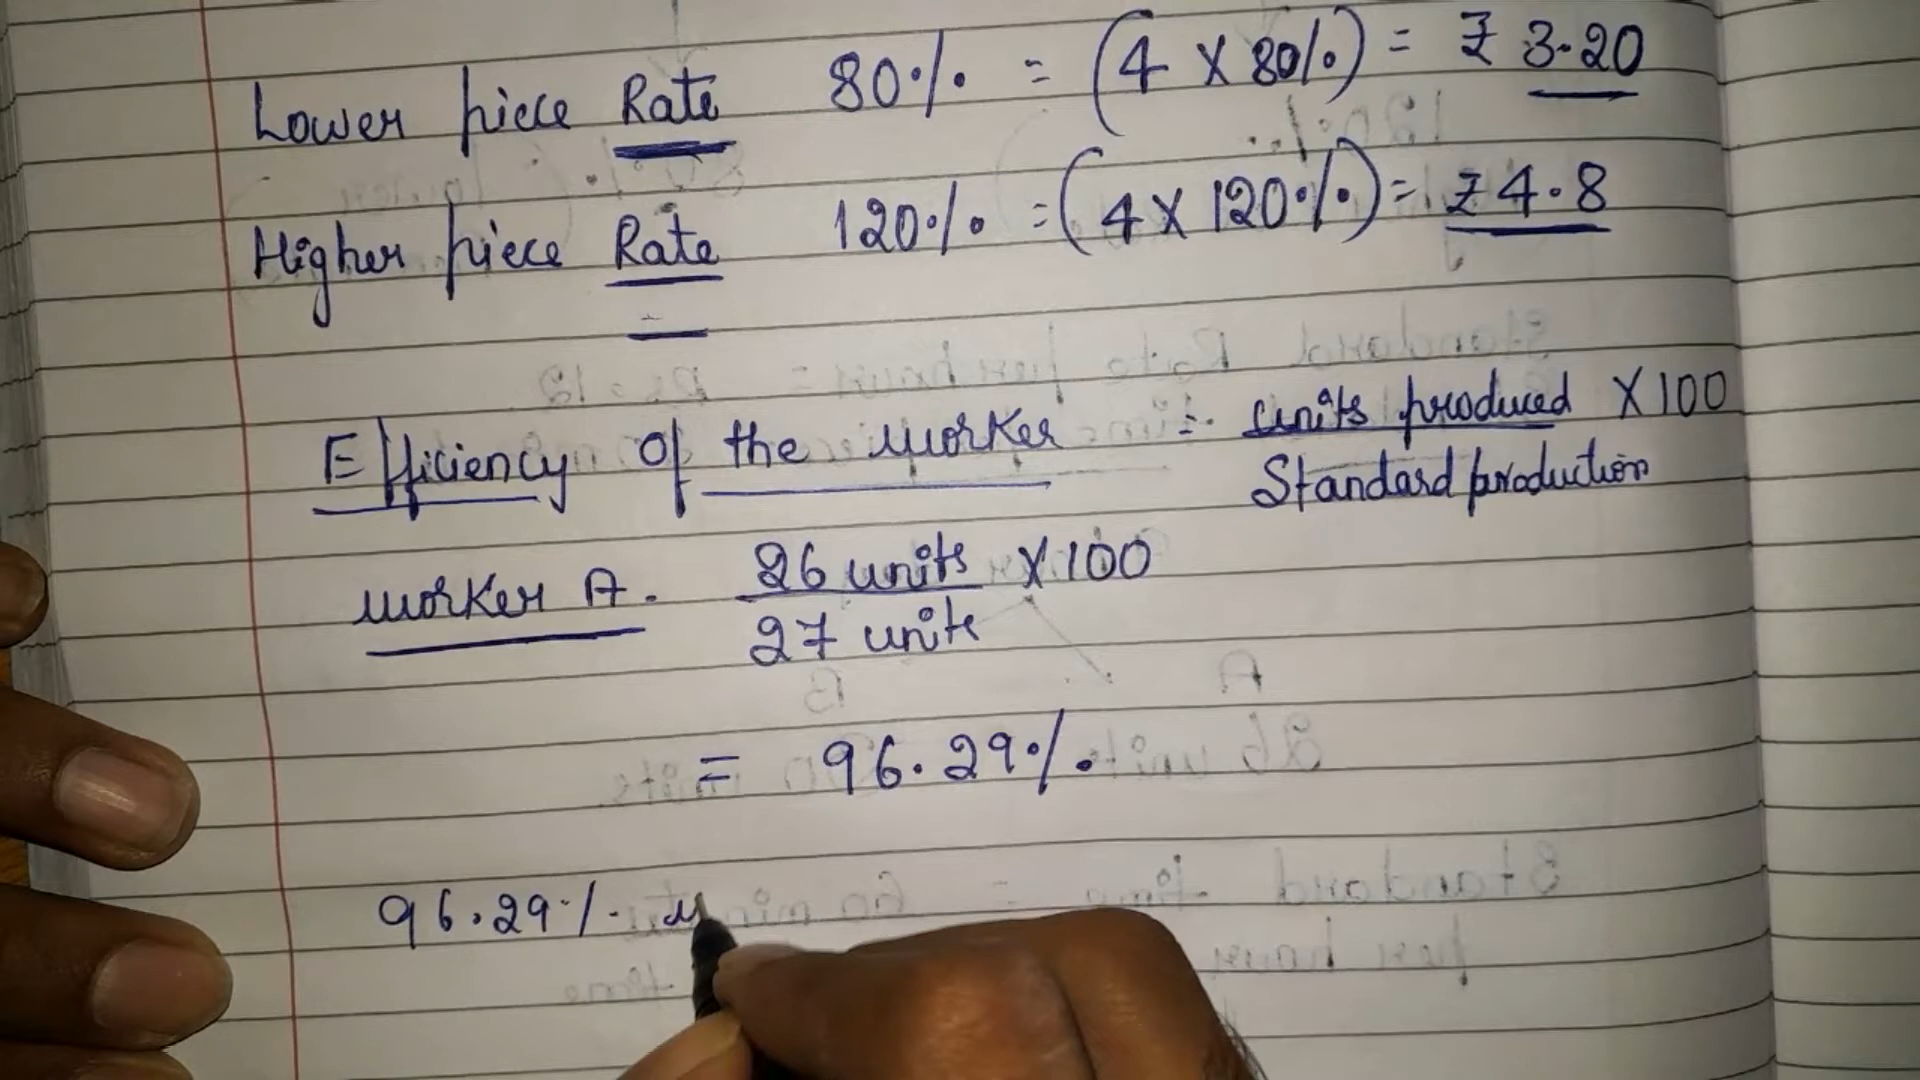 Lower piece Rate 80% = (4 X 80%) = ₹ 3.20
Higher piece Rate 120% = (4 X 120%) = ₹ 4.8
Efficiency of the worker = units produced X 100
Standard production
worker A. 26 units X 100
27 units
= 96.29%
96.29%